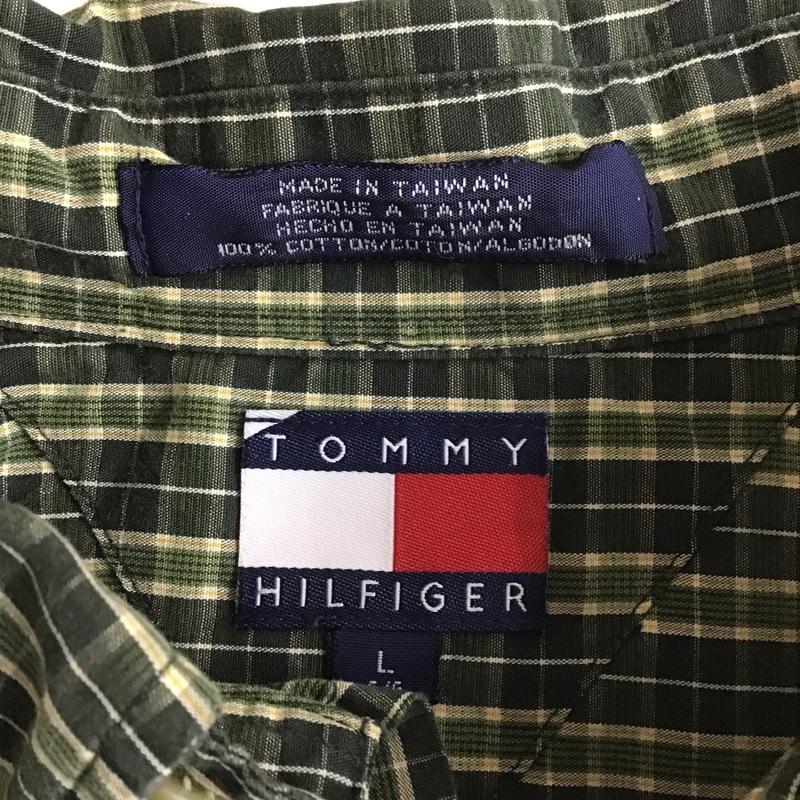 MADE IN TAIWAN
FABRIQUE A TAIWAN
HECHO EN TAIWAN
100% COTTON/COTON/ALGODON
TOMMY
HILFIGER
L